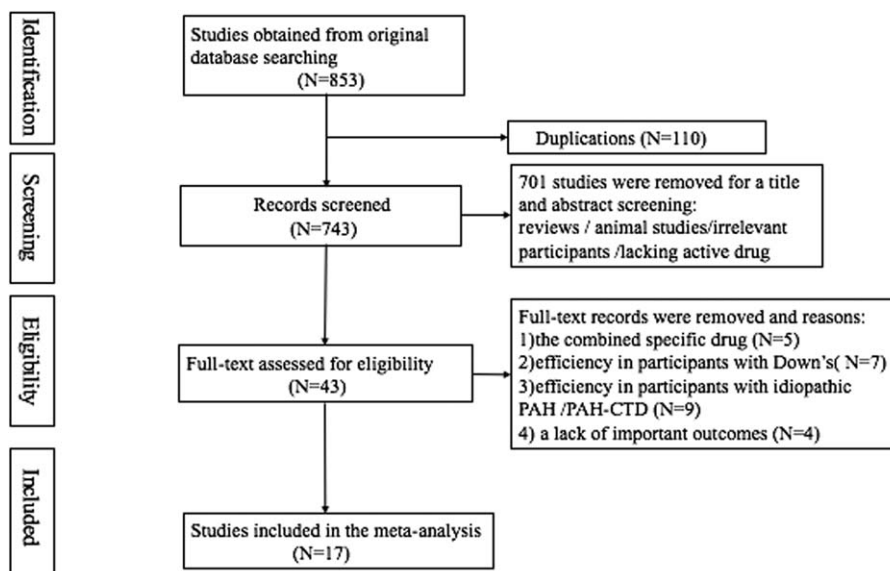 Identification
Studies obtained from original
database searching
(N=853)
Duplications (N=110)
Screening
Records screened
(N=743)
701 studies were removed for a title
and abstract screening:
reviews / animal studies/irrelevant
participants /lacking active drug
Eligibility
Full-text assessed for eligibility
(N=43)
Full-text records were removed and reasons:
1)the combined specific drug (N=5)
2)efficiency in participants with Down's( N=7)
3)efficiency in participants with idiopathic
PAH /PAH-CTD (N=9)
4) a lack of important outcomes (N=4)
Included
Studies included in the meta-analysis
(N=17)